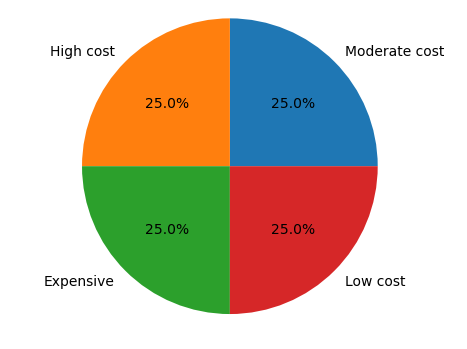 High cost
Moderate cost
25.0%
25.0%
25.0%
25.0%
Expensive
Low cost